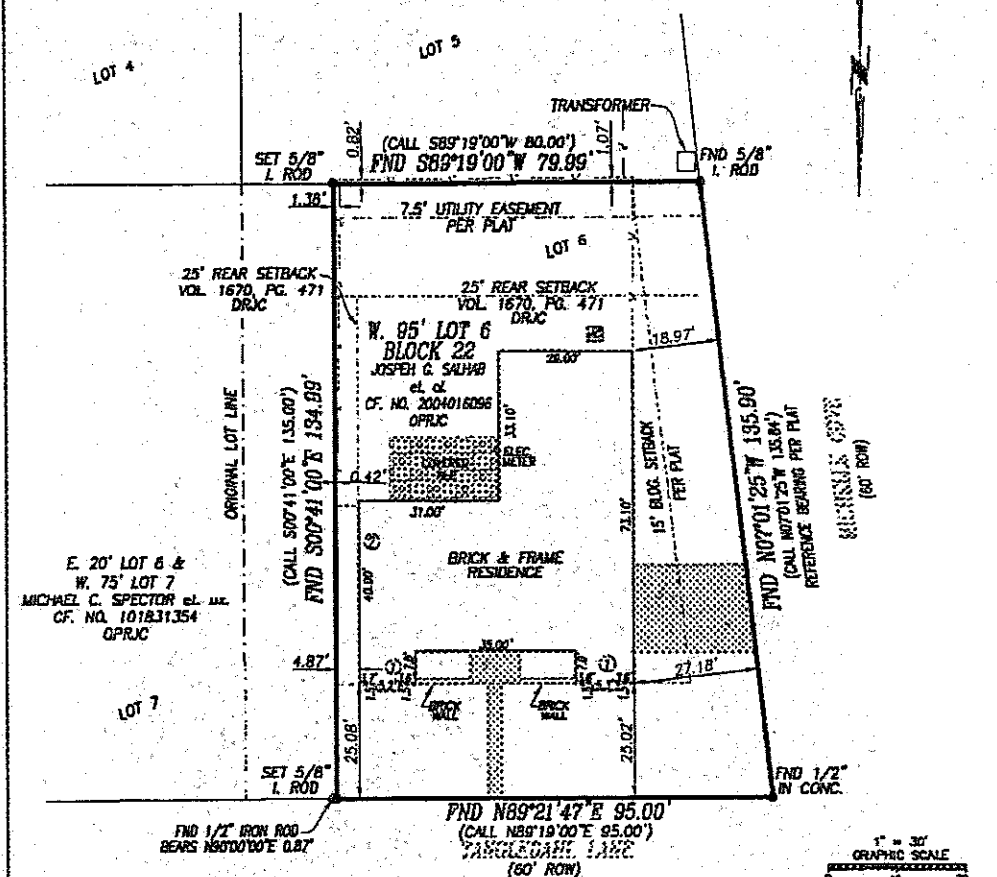 LOT 5
LOT 4
TRANSFORMER
0.82'
(CALL S89°19'00"W 80.00')
1.07'
SET 5/8"
I. ROD
FND S89°19'00"W 79.99'
FND 5/8"
I. ROD
1.38'
7.5' UTILITY EASEMENT
PER PLAT
LOT 6
25' REAR SETBACK
VOL. 1670, PG. 471
DRJC
25' REAR SETBACK
VOL. 1670, PG. 471
DRJC
W. 95' LOT 6
BLOCK 22
JOSPEH G. SALHAB
et. al.
CF. NO. 2004016096
OPRJC
18.97'
33.10'
ELEC
METER
COVERED
0.42'
31.00'
ORIGINAL LOT LINE
(CALL S00°41'00"E 135.00')
FND S00°41'00"E 134.99'
73.10'
15' BLDG. SETBACK
PER PLAT
FND N07°01'25"W 135.90'
(CALL N07°01'25"W 135.84')
REFERENCE BEARING PER PLAT
(60' ROW)
40.00'
BRICK & FRAME
RESIDENCE
E. 20' LOT 6 &
W. 75' LOT 7
MICHAEL C. SPECTOR et. ux.
CF. NO. 101831354
OPRJC
35.00'
4.87'
27.18'
BRICK
WALL
BRICK
WALL
LOT 7
25.08'
25.02'
SET 5/8"
I. ROD
FND 1/2"
IN CONC.
FND N89°21'47"E 95.00'
(CALL N89°19'00"E 95.00')
TANGLEDAHL LANE
(60' ROW)
FND 1/2" IRON ROD
BEARS N90°00'00"E 0.87'
1" = 30'
GRAPHIC SCALE